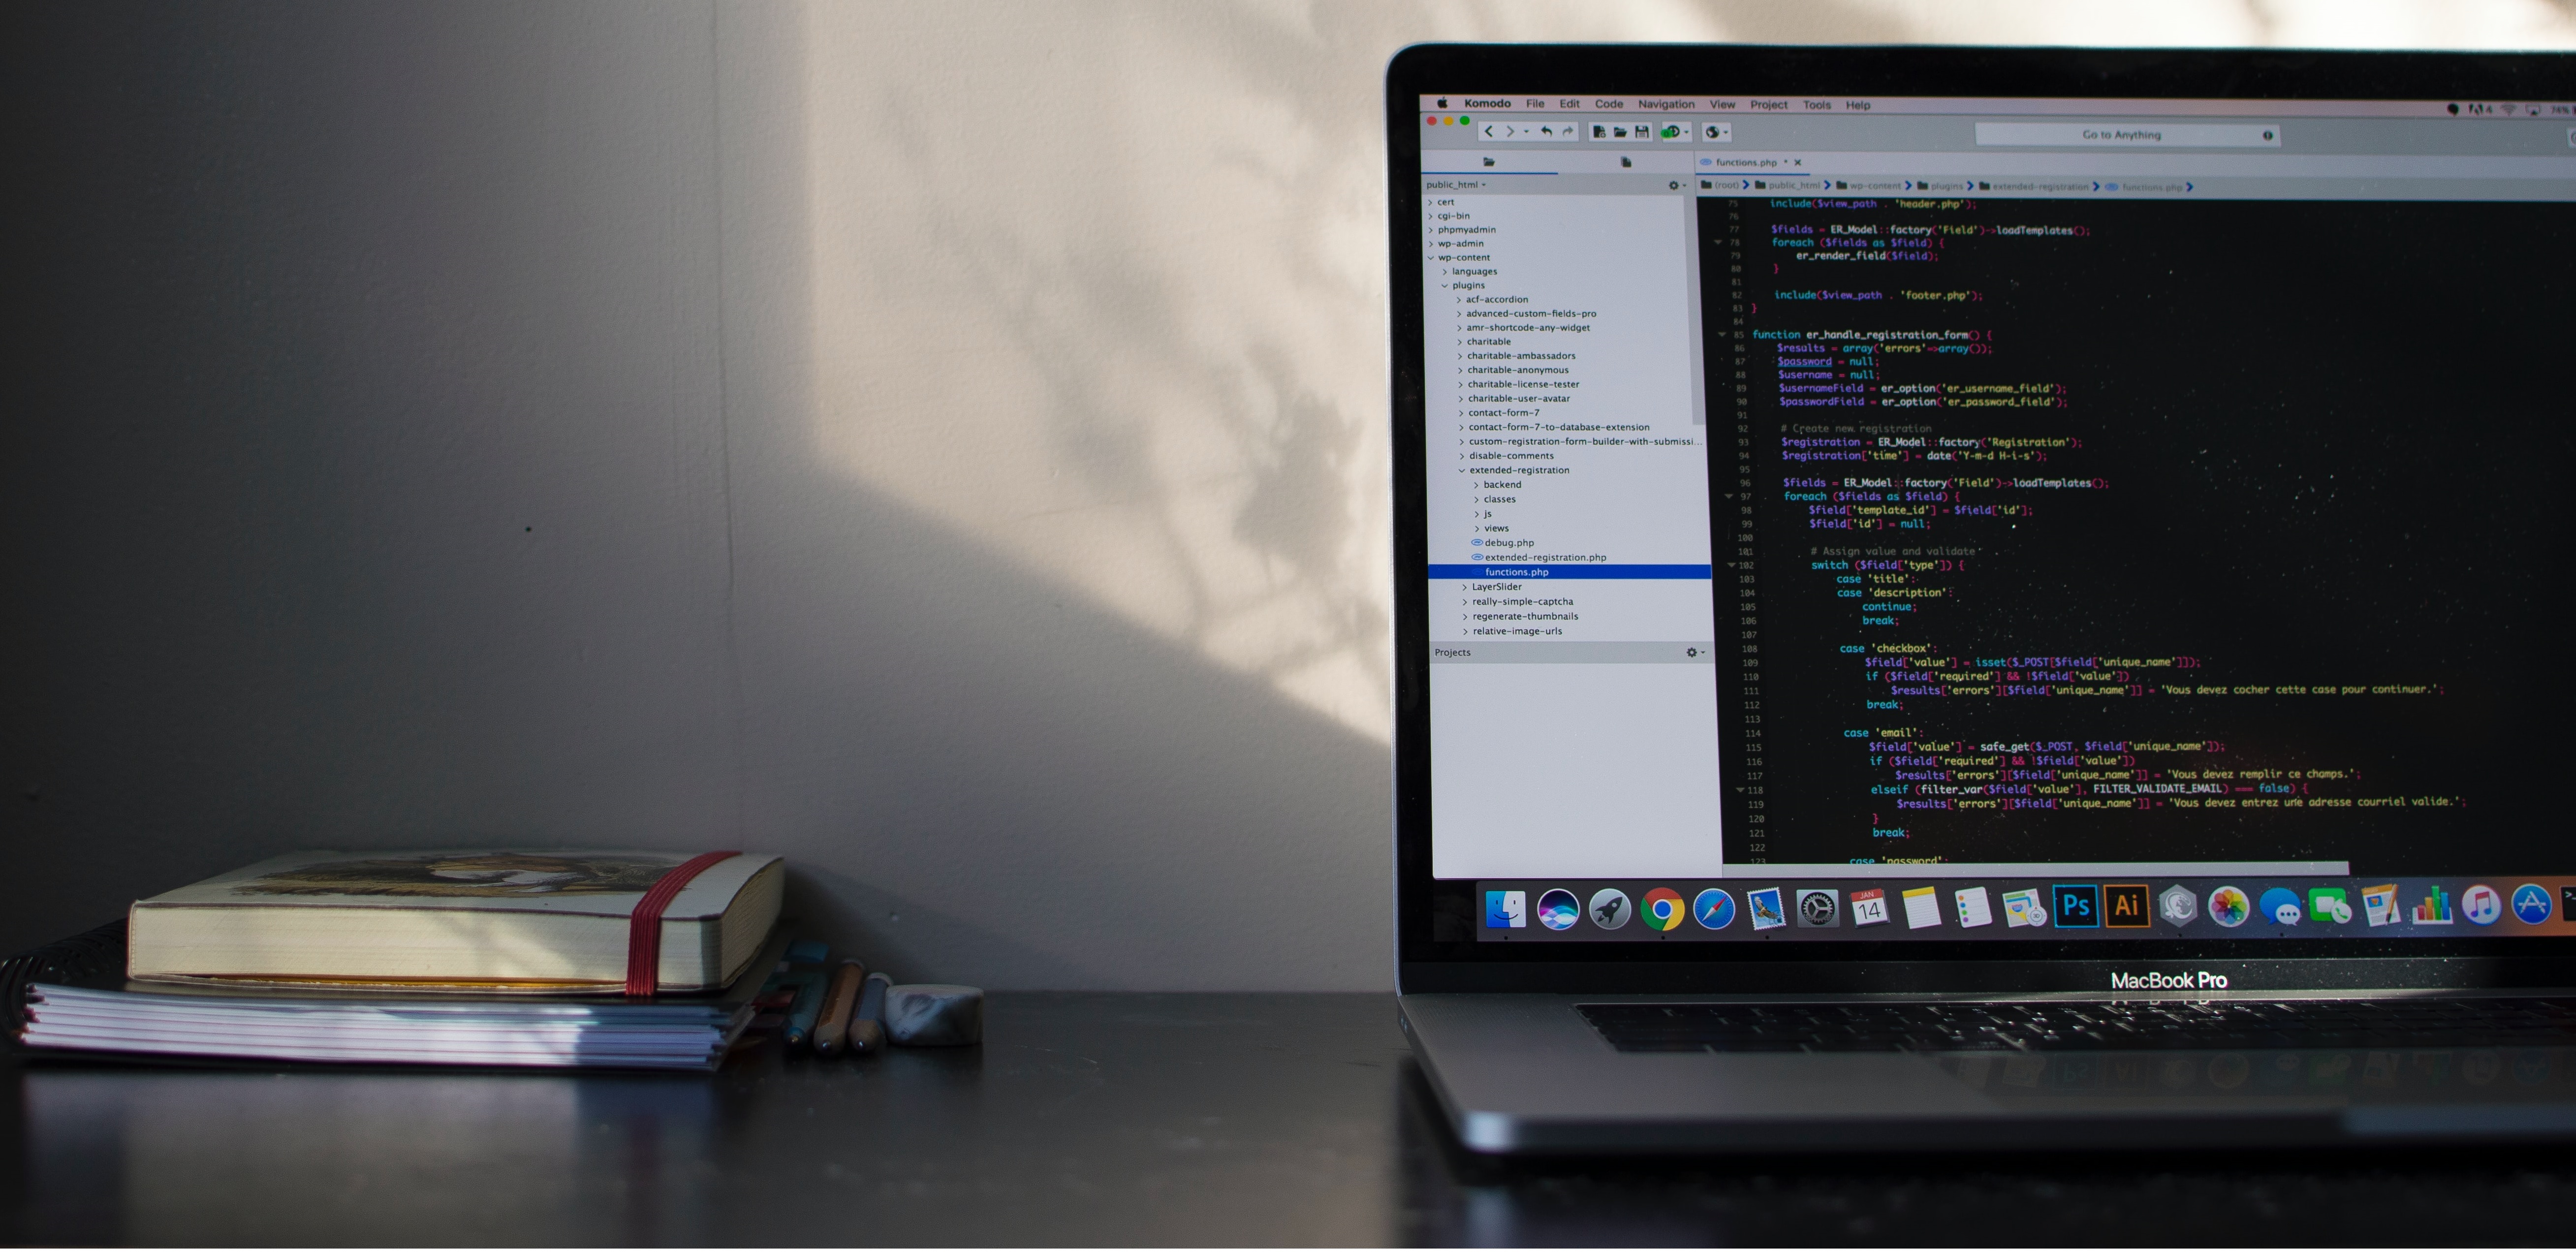 Komodo File Edit Code Navigation View Project Tools Help
74%
Go to Anything
functions.php * ×
public_html
(root) public_html wp-content plugins extended-registration functions.php
cert
cgi-bin
phpmyadmin
wp-admin
wp-content
languages
plugins
acf-accordion
advanced-custom-fields-pro
amr-shortcode-any-widget
charitable
charitable-ambassadors
charitable-anonymous
charitable-license-tester
charitable-user-avatar
contact-form-7
contact-form-7-to-database-extension
custom-registration-form-builder-with-submissi...
disable-comments
extended-registration
backend
classes
js
views
debug.php
extended-registration.php
functions.php
LayerSlider
really-simple-captcha
regenerate-thumbnails
relative-image-urls
Projects
75 include($view_path . 'header.php');
76
77 $fields = ER_Model::factory('Field')->loadTemplates();
78 foreach ($fields as $field) {
79 er_render_field($field);
80 }
81
82 include($view_path . 'footer.php');
83 }
84
85 function er_handle_registration_form() {
86 $results = array('errors'=>array());
87 $password = null;
88 $username = null;
89 $usernameField = er_option('er_username_field');
90 $passwordField = er_option('er_password_field');
91
92 # Create new registration
93 $registration = ER_Model::factory('Registration');
94 $registration['time'] = date('Y-m-d H-i-s');
95
96 $fields = ER_Model::factory('Field')->loadTemplates();
97 foreach ($fields as $field) {
98 $field['template_id'] = $field['id'];
99 $field['id'] = null;
100
101 # Assign value and validate
102 switch ($field['type']) {
103 case 'title':
104 case 'description':
105 continue;
106 break;
107
108 case 'checkbox':
109 $field['value'] = isset($_POST[$field['unique_name']]);
110 if ($field['required'] && !$field['value'])
111 $results['errors'][$field['unique_name']] = 'Vous devez cocher cette case pour continuer.';
112 break;
113
114 case 'email':
115 $field['value'] = safe_get($_POST, $field['unique_name']);
116 if ($field['required'] && !$field['value'])
117 $results['errors'][$field['unique_name']] = 'Vous devez remplir ce champs.';
118 elseif (filter_var($field['value'], FILTER_VALIDATE_EMAIL) === false) {
119 $results['errors'][$field['unique_name']] = 'Vous devez entrez une adresse courriel valide.';
120 }
121 break;
122
123 case 'password':
JAN
14
Ps
Ai
MacBook Pro